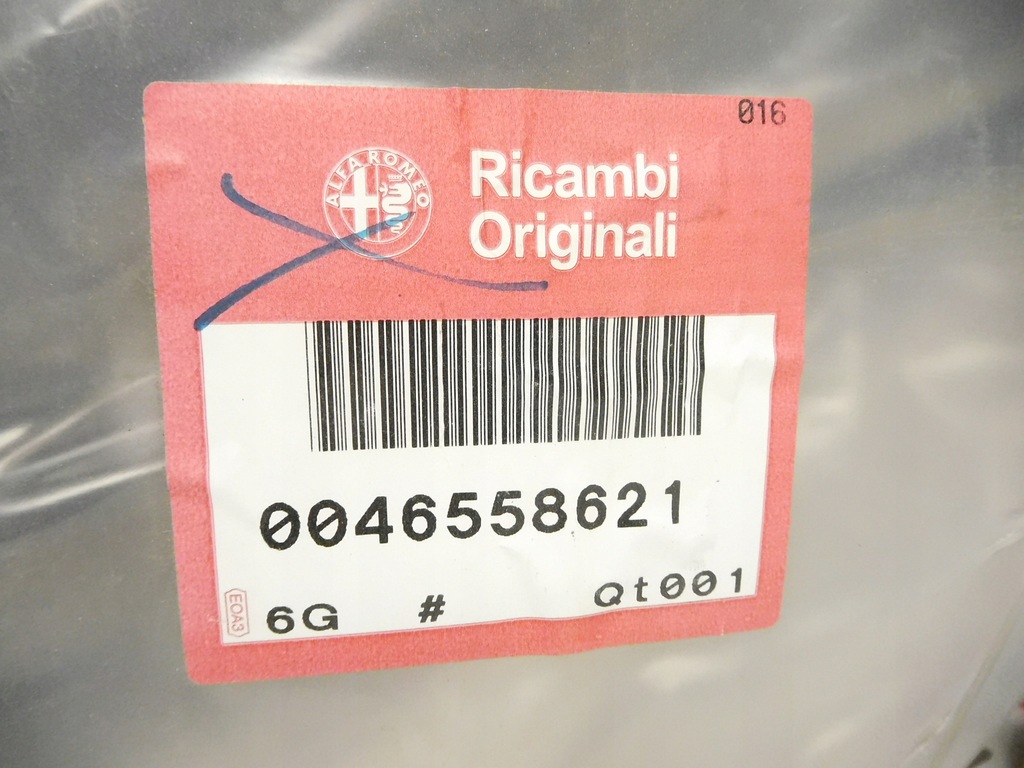 016
ALFA ROMEO
Ricambi
Originali
0046558621
6G # Qt001
EOA3